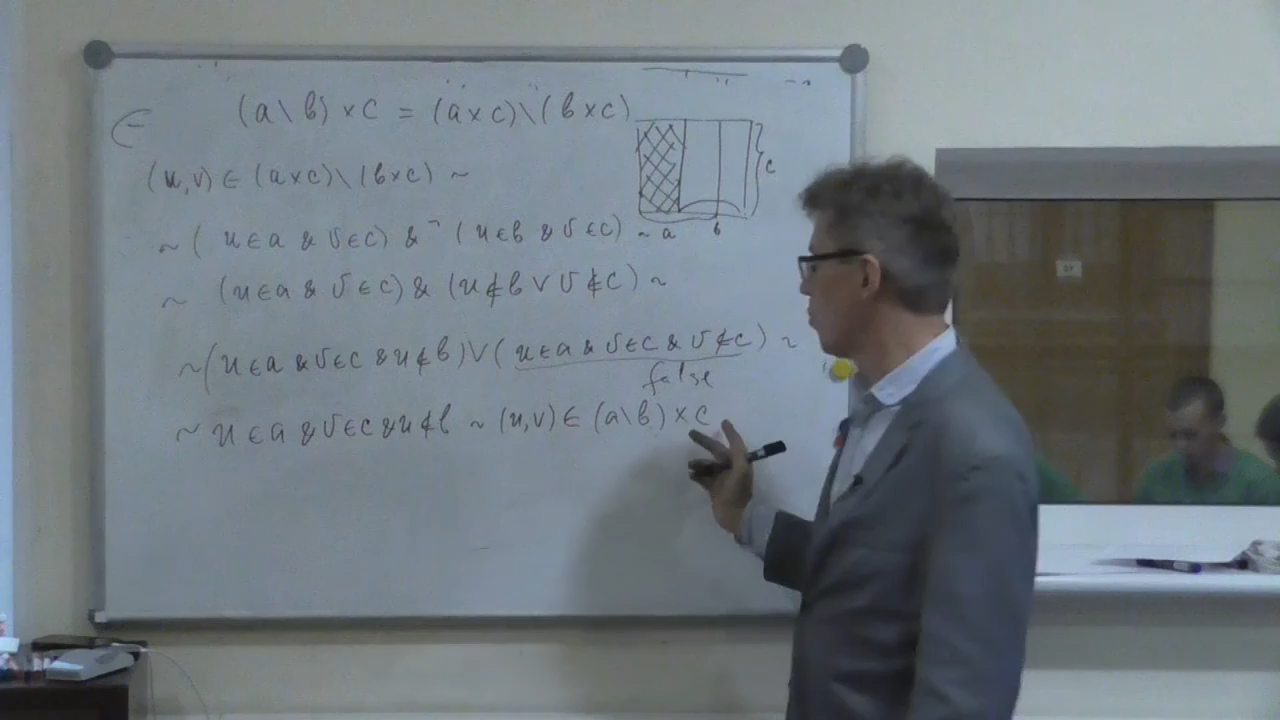 ∈
(a \ b) × c = (a×c)\(b×c)
(u,v) ∈ (a×c)\(b×c) ~
~ ( u∈a & v∈c) & ¬ (u∈b & v∈c) ~
~ (u∈a & v∈c) & (u∉b ∨ v∉c) ~
~(u∈a & v∈c & u∉b) ∨ ( u∈a & v∈c & v∉c) ~
false
~ u∈a & v∈c & u∉b ~ (u,v) ∈ (a\b) × c
c
a b